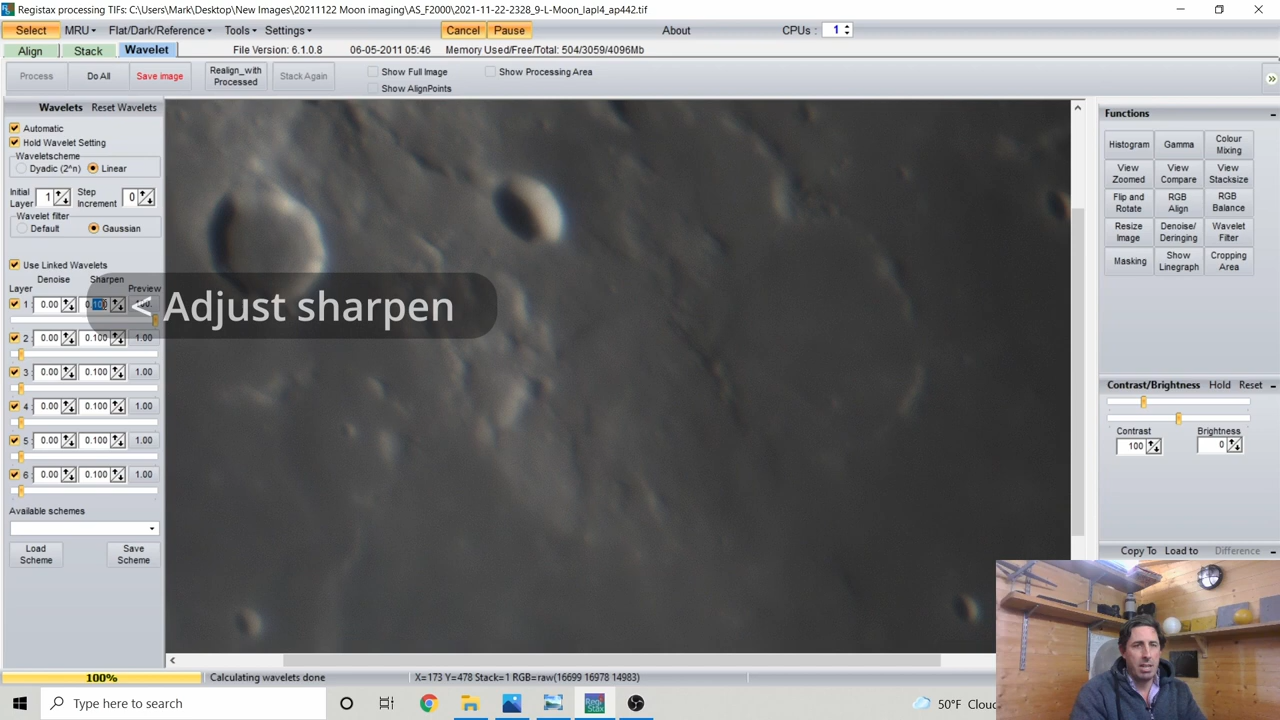 Registax processing TIFs: C:\Users\Mark\Desktop\New Images\20211122 Moon imaging\AS_F2000\2021-11-22-2328_9-L-Moon_lapl4_ap442.tif
Select MRU Flat/Dark/Reference Tools Settings Cancel Pause About CPUs : 1
Align Stack Wavelet File Version: 6.1.0.8 06-05-2011 05:46 Memory Used/Free/Total: 504/3059/4096Mb
Process Do All Save image Realign_with Processed Stack Again
Show Full Image Show Processing Area
Show AlignPoints
Wavelets Reset Wavelets
Automatic
Hold Wavelet Setting
Waveletscheme
Dyadic (2^n) Linear
Initial Layer 1 Step Increment 0
Wavelet filter
Default Gaussian
Use Linked Wavelets
Denoise Sharpen
Layer Preview
1 : 0.00
< Adjust sharpen
2 : 0.00 0.100 1.00
3 : 0.00 0.100 1.00
4 : 0.00 0.100 1.00
5 : 0.00 0.100 1.00
6 : 0.00 0.100 1.00
Available schemes
Load Scheme Save Scheme
Functions
Histogram Gamma Colour Mixing
View Zoomed View Compare View Stacksize
Flip and Rotate RGB Align RGB Balance
Resize Image Denoise/ Deringing Wavelet Filter
Masking Show Linegraph Cropping Area
Contrast/Brightness Hold Reset
Contrast Brightness
100 0
Copy To Load to Difference
100% Calculating wavelets done X=173 Y=478 Stack=1 RGB=raw(16699 16978 14983)
Type here to search
50°F